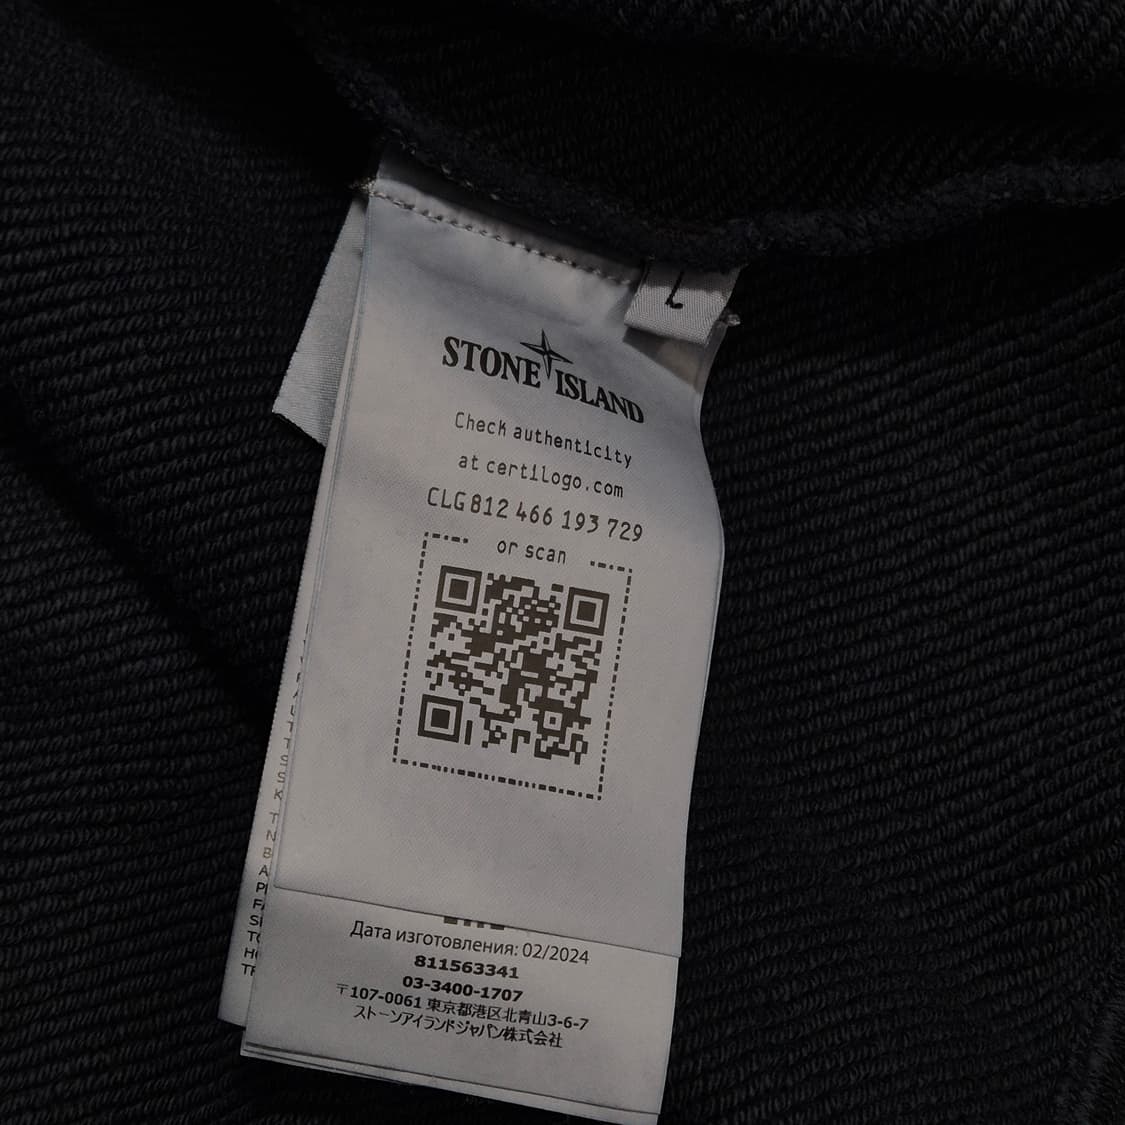 L
STONE ISLAND
Check authenticity
at certilogo.com
CLG812 466 193 729
or scan
Дата изготовления: 02/2024
811563341
03-3400-1707
〒107-0061 東京都港区北青山3-6-7
ストーンアイランドジャパン株式会社